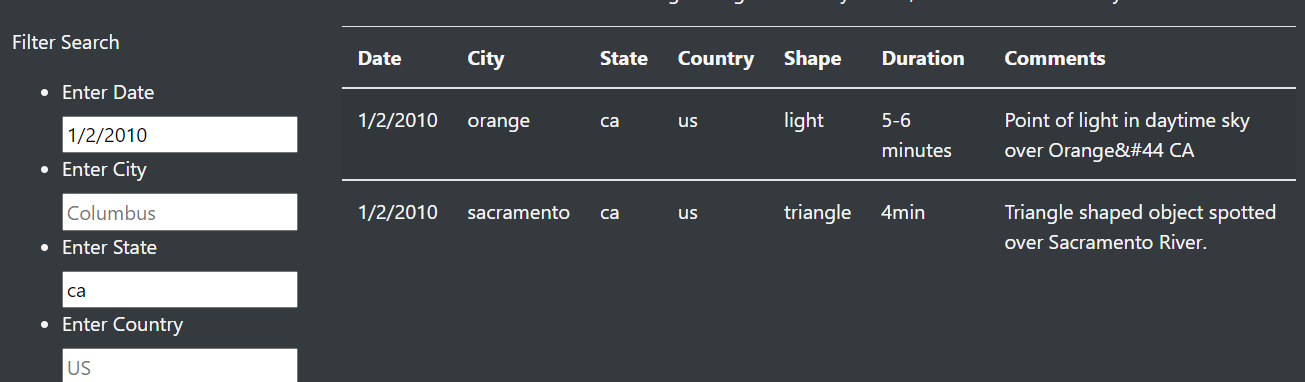 Filter Search
Enter Date
1/2/2010
Enter City
Columbus
Enter State
ca
Enter Country
US
Date City State Country Shape Duration Comments
1/2/2010 orange ca us light 5-6 Point of light in daytime sky
minutes over Orange&#44 CA
1/2/2010 sacramento ca us triangle 4min Triangle shaped object spotted
over Sacramento River.